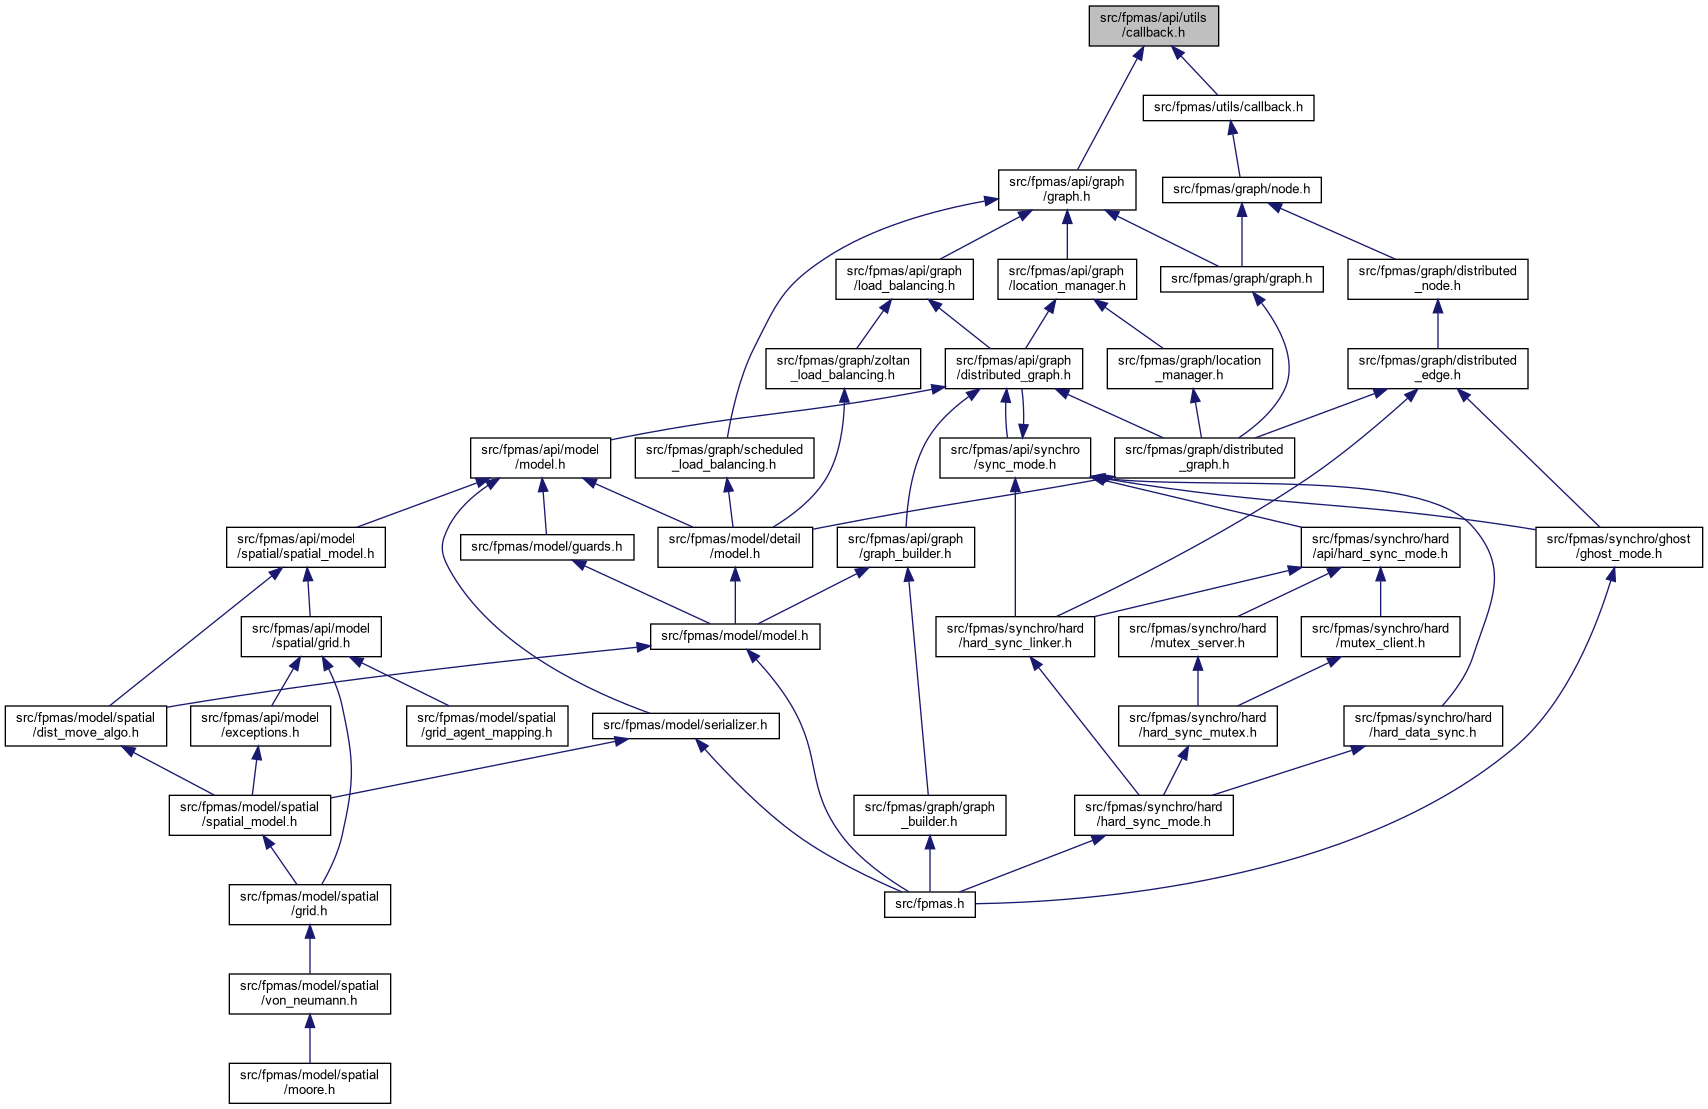 src/fpmas/api/utils
/callback.h
src/fpmas/utils/callback.h
src/fpmas/api/graph
/graph.h
src/fpmas/graph/node.h
src/fpmas/api/graph
/load_balancing.h
src/fpmas/api/graph
/location_manager.h
src/fpmas/graph/graph.h
src/fpmas/graph/distributed
_node.h
src/fpmas/graph/zoltan
_load_balancing.h
src/fpmas/api/graph
/distributed_graph.h
src/fpmas/graph/location
_manager.h
src/fpmas/graph/distributed
_edge.h
src/fpmas/api/model
/model.h
src/fpmas/graph/scheduled
_load_balancing.h
src/fpmas/api/synchro
/sync_mode.h
src/fpmas/graph/distributed
_graph.h
src/fpmas/api/model
/spatial/spatial_model.h
src/fpmas/model/guards.h
src/fpmas/model/detail
/model.h
src/fpmas/api/graph
/graph_builder.h
src/fpmas/synchro/hard
/api/hard_sync_mode.h
src/fpmas/synchro/ghost
/ghost_mode.h
src/fpmas/api/model
/spatial/grid.h
src/fpmas/model/model.h
src/fpmas/synchro/hard
/hard_sync_linker.h
src/fpmas/synchro/hard
/mutex_server.h
src/fpmas/synchro/hard
/mutex_client.h
src/fpmas/model/spatial
/dist_move_algo.h
src/fpmas/api/model
/exceptions.h
src/fpmas/model/spatial
/grid_agent_mapping.h
src/fpmas/model/serializer.h
src/fpmas/synchro/hard
/hard_sync_mutex.h
src/fpmas/synchro/hard
/hard_data_sync.h
src/fpmas/model/spatial
/spatial_model.h
src/fpmas/graph/graph
_builder.h
src/fpmas/synchro/hard
/hard_sync_mode.h
src/fpmas/model/spatial
/grid.h
src/fpmas.h
src/fpmas/model/spatial
/von_neumann.h
src/fpmas/model/spatial
/moore.h